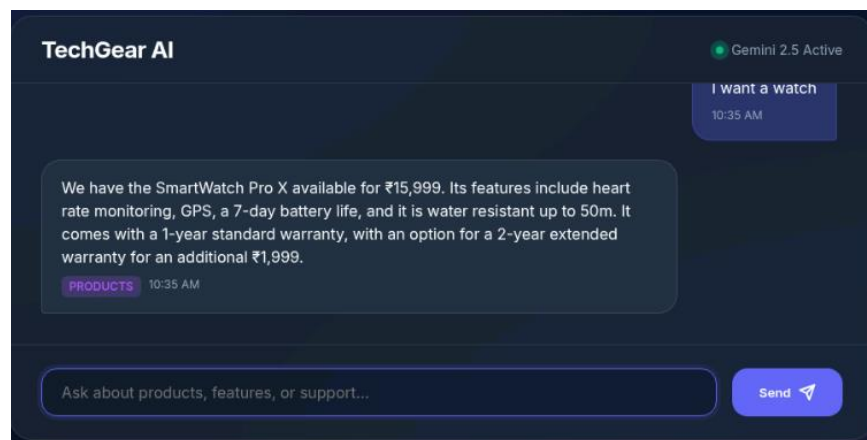 TechGear AI
Gemini 2.5 Active
I want a watch
10:35 AM
We have the SmartWatch Pro X available for ₹15,999. Its features include heart
rate monitoring, GPS, a 7-day battery life, and it is water resistant up to 50m. It
comes with a 1-year standard warranty, with an option for a 2-year extended
warranty for an additional ₹1,999.
PRODUCTS 10:35 AM
Ask about products, features, or support...
Send